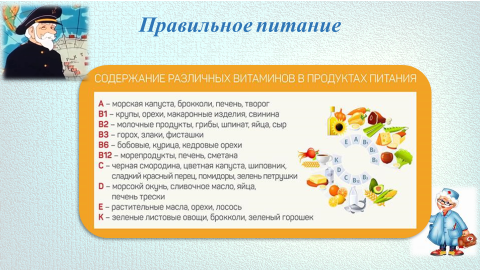 Правильное питание
СОДЕРЖАНИЕ РАЗЛИЧНЫХ ВИТАМИНОВ В ПРОДУКТАХ ПИТАНИЯ
A – морская капуста, брокколи, печень, творог
B1 – крупы, орехи, макаронные изделия, свинина
B2 – молочные продукты, грибы, шпинат, яйца, сыр
B3 – горох, злаки, фисташки
B6 – бобовые, курица, кедровые орехи
B12 – морепродукты, печень, сметана
C – черная смородина, цветная капуста, шиповник,
сладкий красный перец, помидоры, зелень петрушки
D – морской окунь, сливочное масло, яйца,
печень трески
E – растительные масла, орехи, лосось
K – зеленые листовые овощи, брокколи, зеленый горошек
E A B₁ B₂
K D C B₁₂